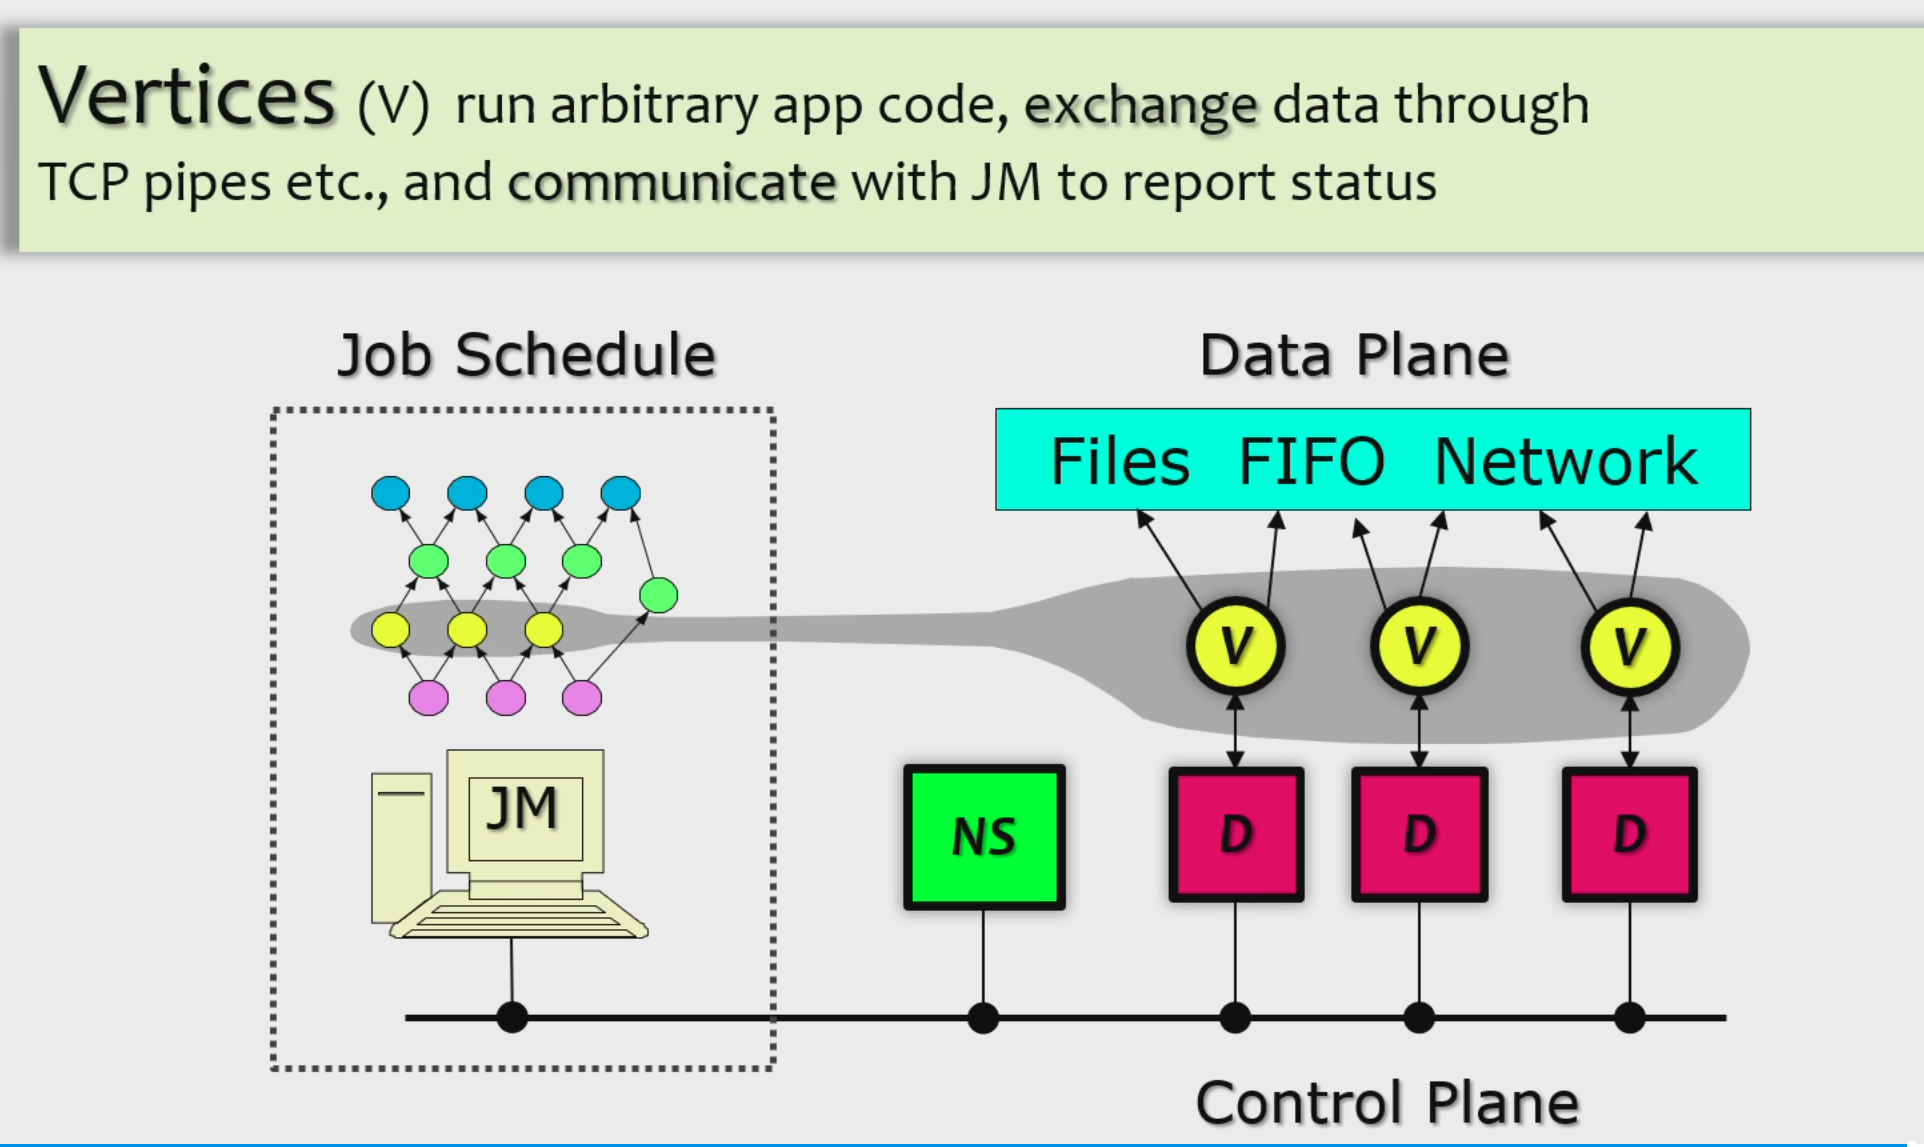 Vertices (V) run arbitrary app code, exchange data through
TCP pipes etc., and communicate with JM to report status
Job Schedule
Data Plane
Files FIFO Network
V V V
JM
NS D D D
Control Plane